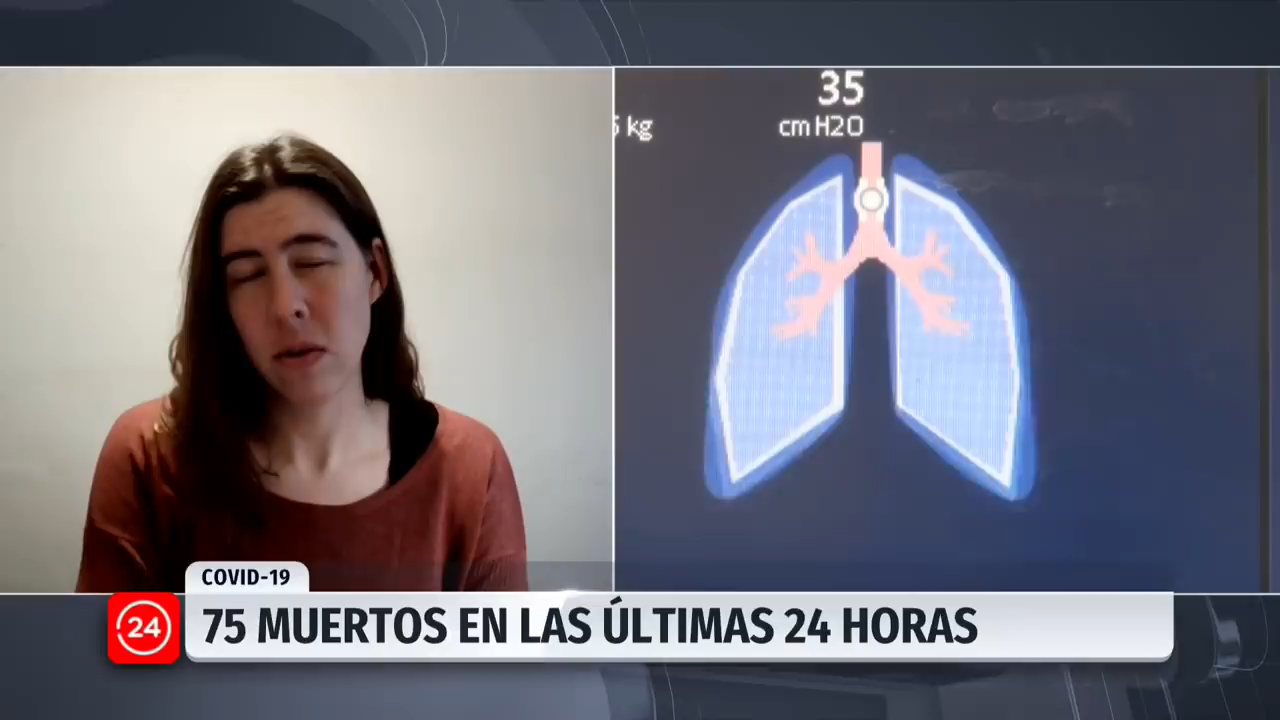 35
kg
cm H2O
COVID-19
24
75 MUERTOS EN LAS ÚLTIMAS 24 HORAS